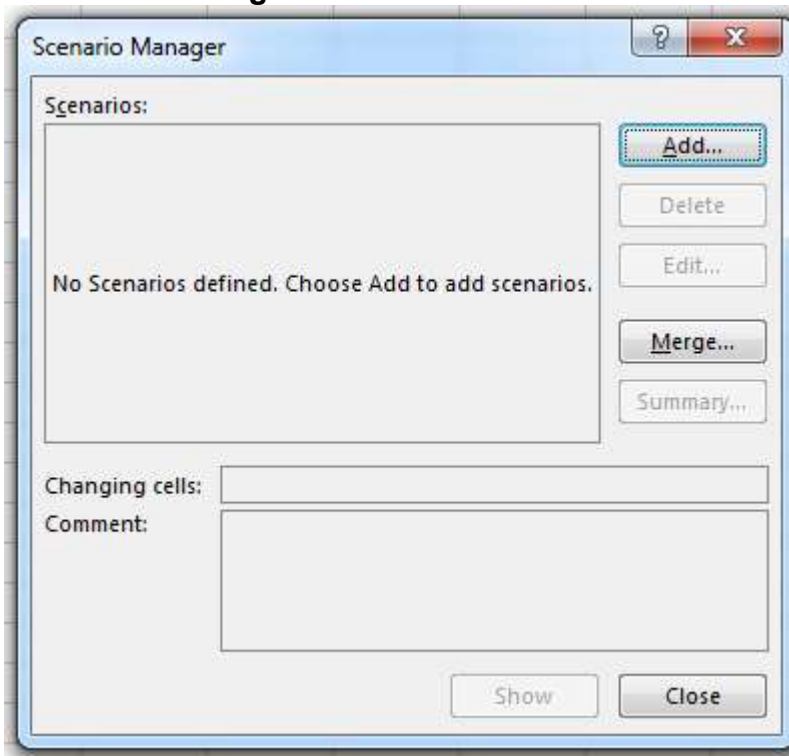 Scenario Manager
?
Scenarios:
Add...
Delete
Edit...
No Scenarios defined. Choose Add to add scenarios.
Merge...
Summary...
Changing cells:
Comment:
Show
Close